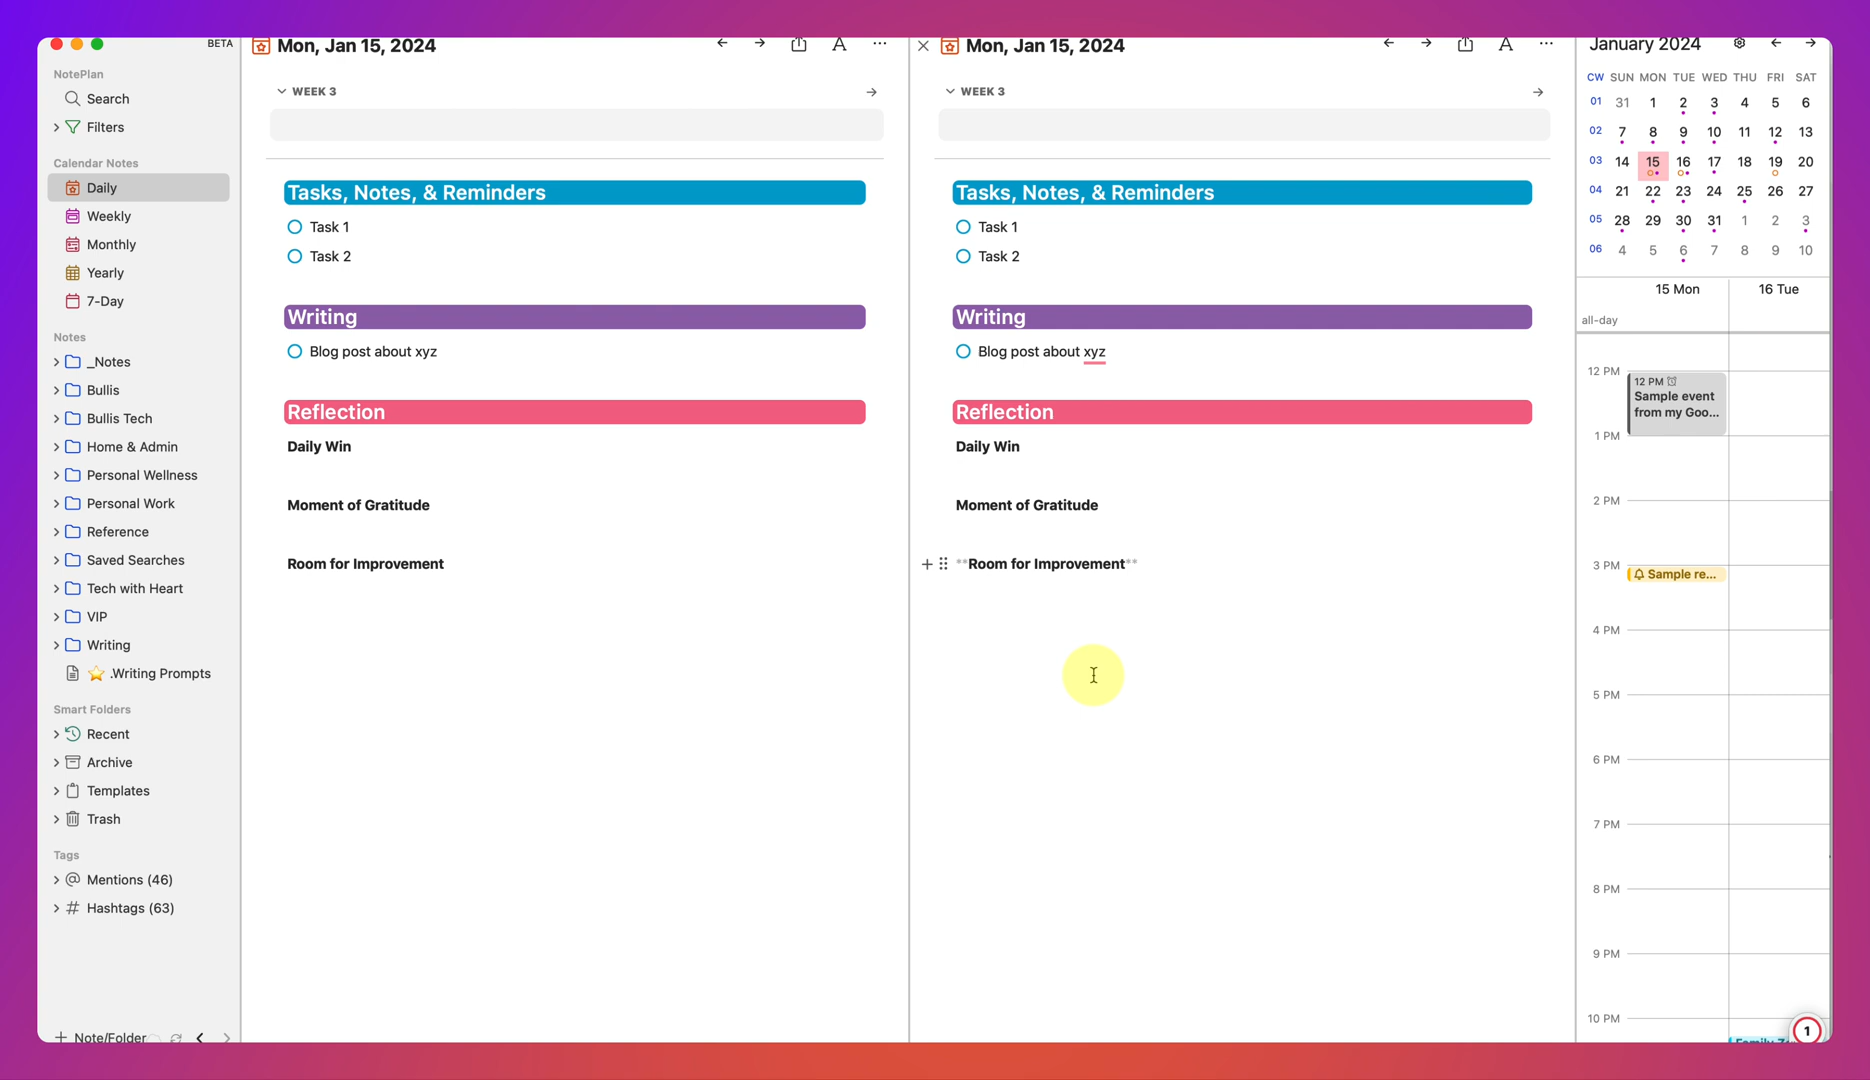 BETA
NotePlan
Search
Filters
Calendar Notes
Daily
Weekly
Monthly
Yearly
7-Day
Notes
_Notes
Bullis
Bullis Tech
Home & Admin
Personal Wellness
Personal Work
Reference
Saved Searches
Tech with Heart
VIP
Writing
.Writing Prompts
Smart Folders
Recent
Archive
Templates
Trash
Tags
@ Mentions (46)
# Hashtags (63)
+ Note/Folder
Mon, Jan 15, 2024
WEEK 3
Tasks, Notes, & Reminders
Task 1
Task 2
Writing
Blog post about xyz
Reflection
Daily Win
Moment of Gratitude
Room for Improvement
Mon, Jan 15, 2024
WEEK 3
Tasks, Notes, & Reminders
Task 1
Task 2
Writing
Blog post about xyz
Reflection
Daily Win
Moment of Gratitude
**Room for Improvement**
January 2024
CW SUN MON TUE WED THU FRI SAT
01 31 1 2 3 4 5 6
02 7 8 9 10 11 12 13
03 14 15 16 17 18 19 20
04 21 22 23 24 25 26 27
05 28 29 30 31 1 2 3
06 4 5 6 7 8 9 10
15 Mon 16 Tue
all-day
12 PM
12 PM
Sample event
from my Goo...
1 PM
2 PM
3 PM
Sample re...
4 PM
5 PM
6 PM
7 PM
8 PM
9 PM
10 PM
1